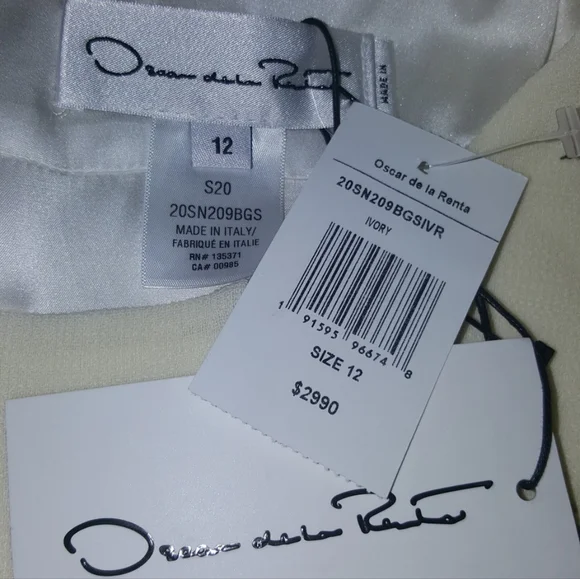 Oscar de la Renta
MADE IN
12
S20
20SN209BGS
MADE IN ITALY/
FABRIQUÉ EN ITALIE
RN# 135371
CA# 00985
Oscar de la Renta
20SN209BGSIVR
IVORY
1 91595 96674 8
SIZE 12
$2990
Oscar de la Renta